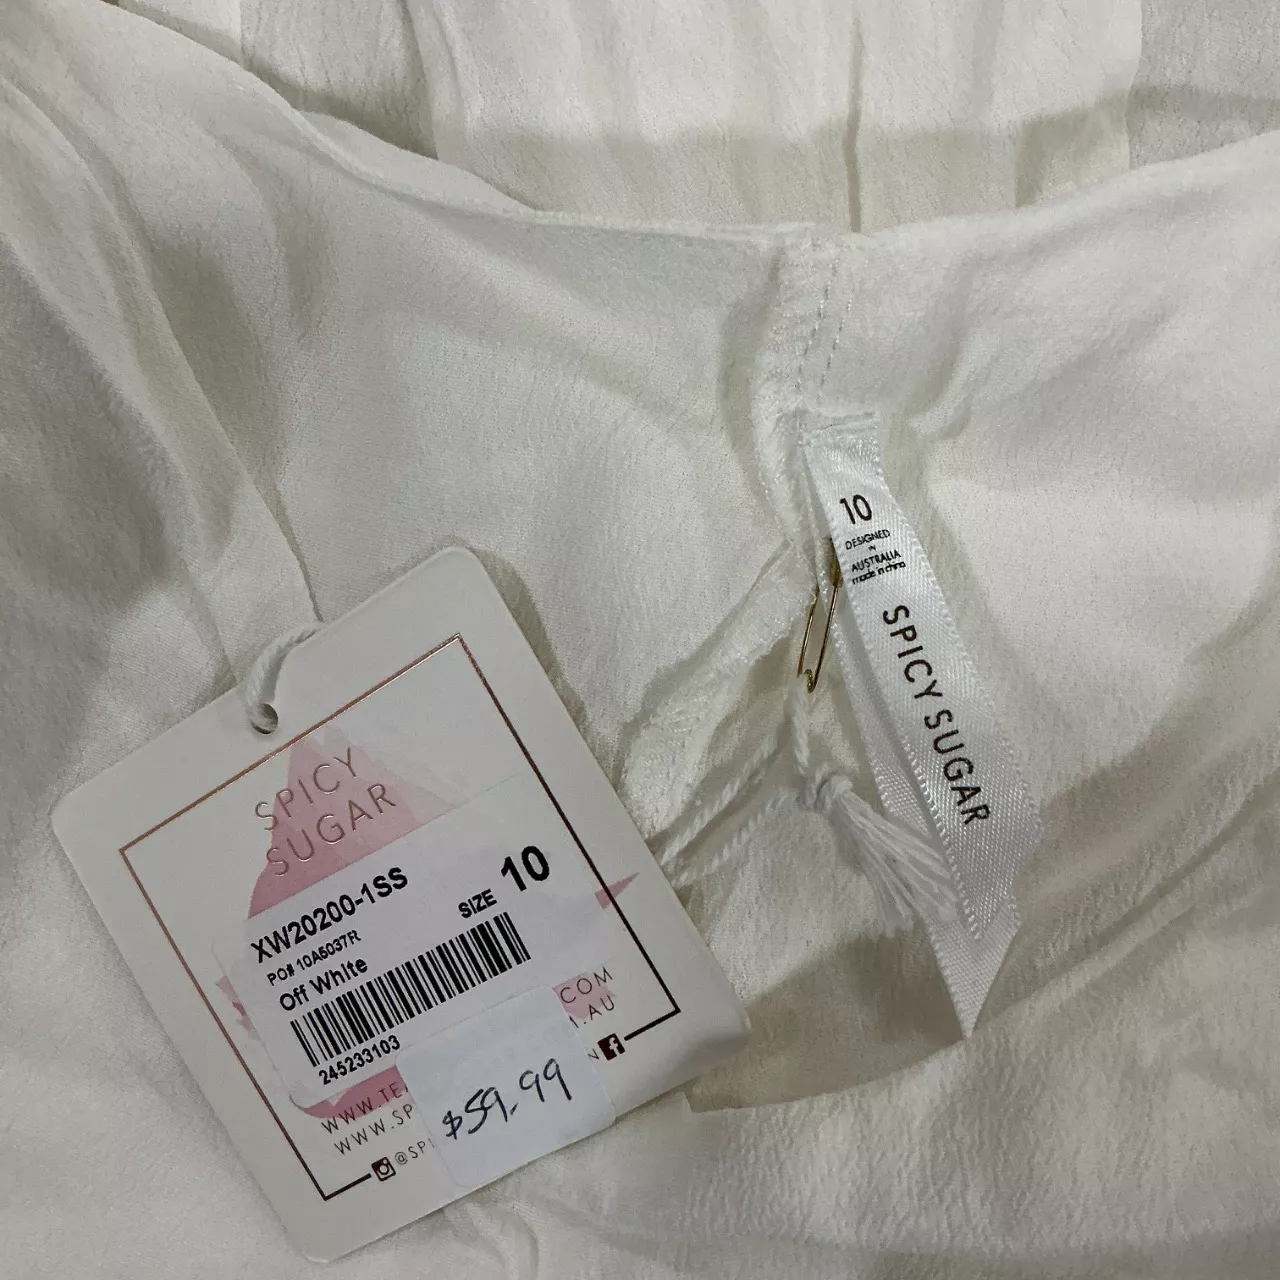 10
DESIGNED
IN
AUSTRALIA
made in china
SPICY SUGAR
SPICY
SUGAR
XW20200-1SS
SIZE 10
PO# 10A6037R
Off White
245233103
.COM
.AU
WWW.TE
WWW.SP
@SP
$59.99